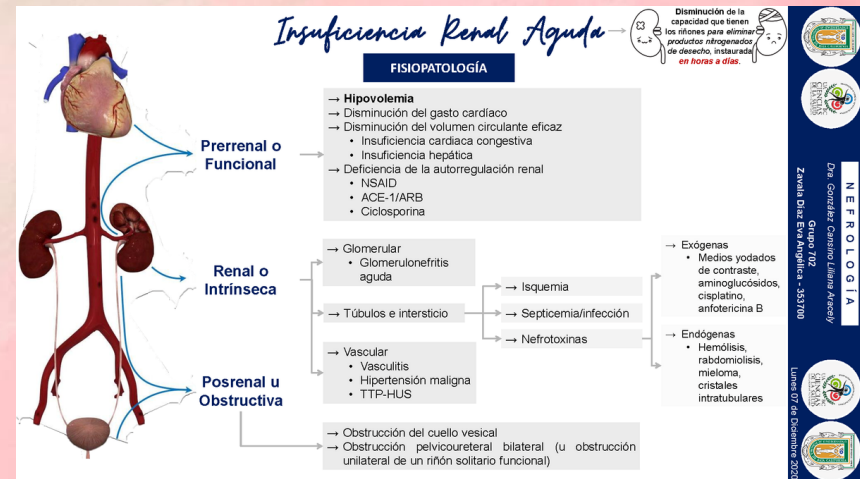 Insuficiencia Renal Aguda
Disminución de la
capacidad que tienen
los riñones para eliminar
productos nitrogenados
de desecho, instaurada
en horas a días.
FISIOPATOLOGÍA
Prerrenal o
Funcional
→ Hipovolemia
→ Disminución del gasto cardíaco
→ Disminución del volumen circulante eficaz
• Insuficiencia cardiaca congestiva
• Insuficiencia hepática
→ Deficiencia de la autorregulación renal
• NSAID
• ACE-1/ARB
• Ciclosporina
Renal o
Intrínseca
→ Glomerular
• Glomerulonefritis
aguda
→ Túbulos e intersticio
→ Vascular
• Vasculitis
• Hipertensión maligna
• TTP-HUS
→ Isquemia
→ Septicemia/infección
→ Nefrotoxinas
→ Exógenas
• Medios yodados
de contraste,
aminoglucósidos,
cisplatino,
anfotericina B
→ Endógenas
• Hemólisis,
rabdomiolisis,
mieloma,
cristales
intratubulares
Posrenal u
Obstructiva
→ Obstrucción del cuello vesical
→ Obstrucción pelvicoureteral bilateral (u obstrucción
unilateral de un riñón solitario funcional)
NEFROLOGÍA
Dra. González Cansino Liliana Aracely
Grupo 702
Zavala Díaz Eva Angélica - 353700
Lunes 07 de Diciembre 2020